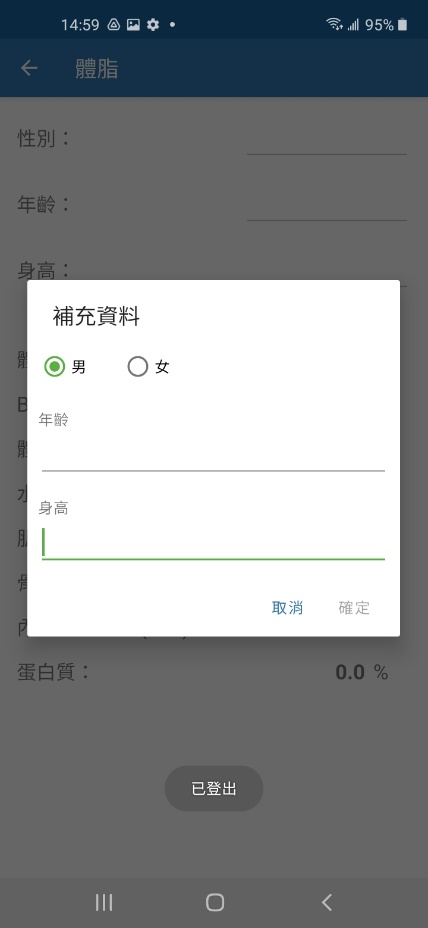 14:59
95%
體脂
性別：
年齡：
身高：
補充資料
男
女
年齡
身高
取消
確定
蛋白質：
0.0 %
已登出